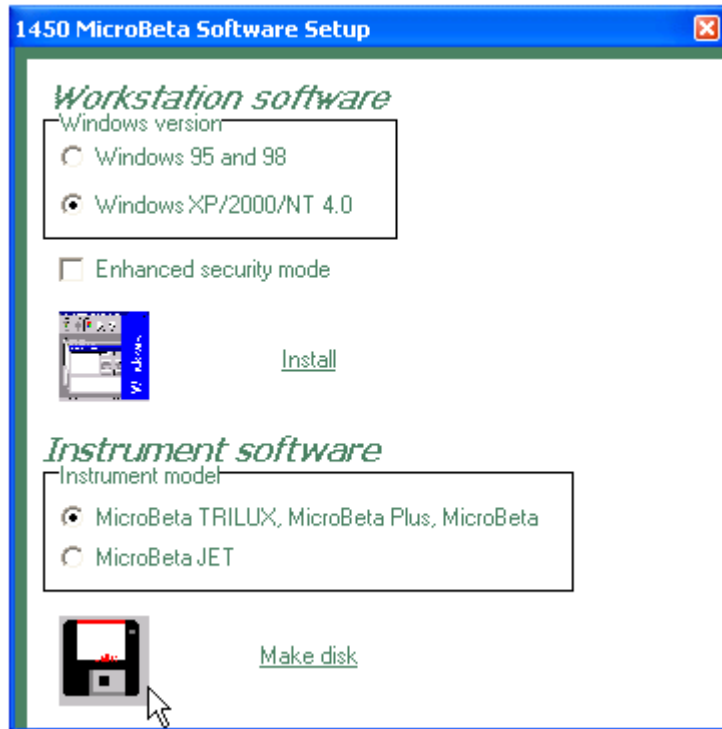 1450 MicroBeta Software Setup
Workstation software
Windows version
Windows 95 and 98
Windows XP/2000/NT 4.0
Enhanced security mode
Windows
Install
Instrument software
Instrument model
MicroBeta TRILUX, MicroBeta Plus, MicroBeta
MicroBeta JET
Make disk